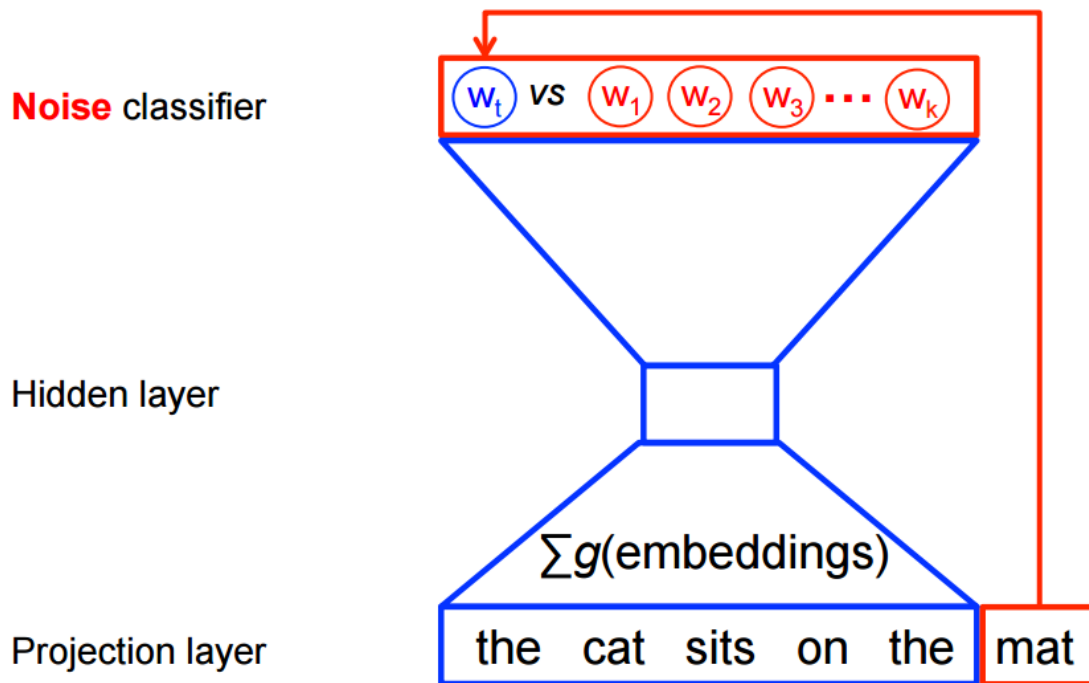 Noise classifier
w_t vs w_1 w_2 w_3 ... w_k
Hidden layer
∑g(embeddings)
Projection layer
the cat sits on the mat